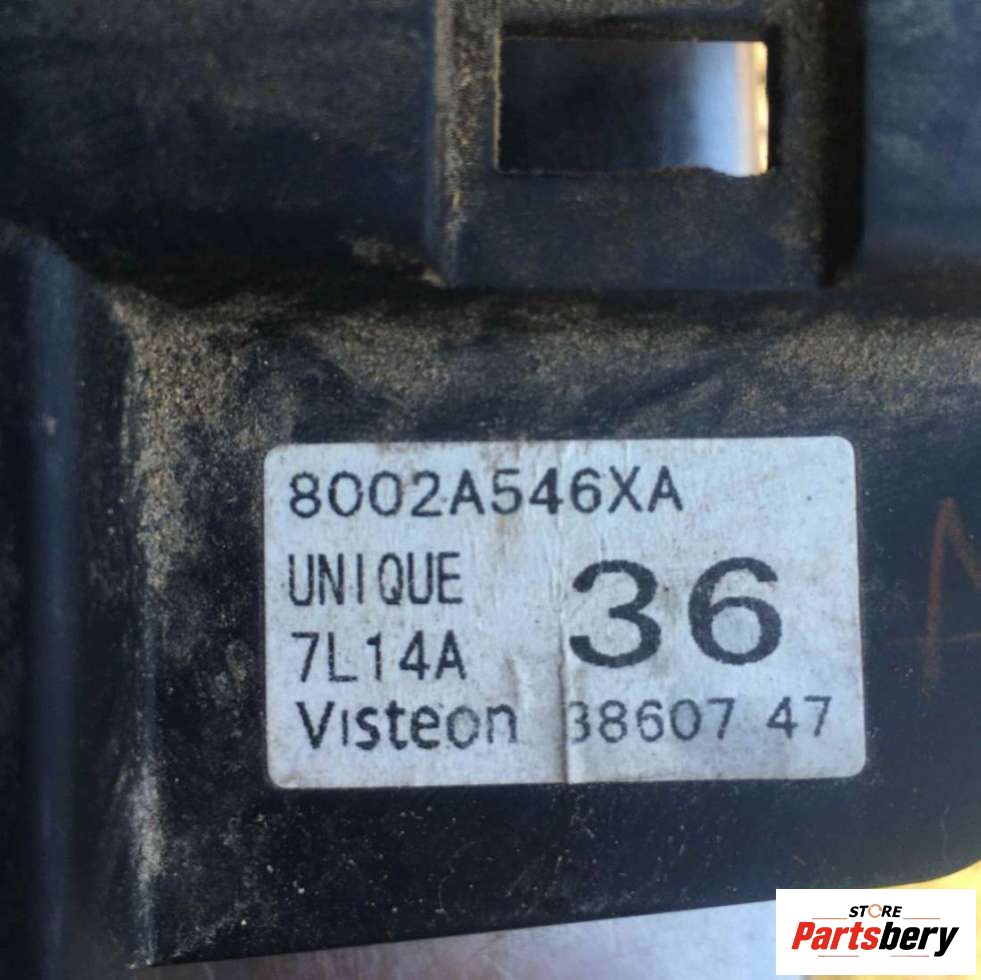 8002A546XA
UNIQUE
36
7L14A
Visteon 38607 47
STORE
Partsbery